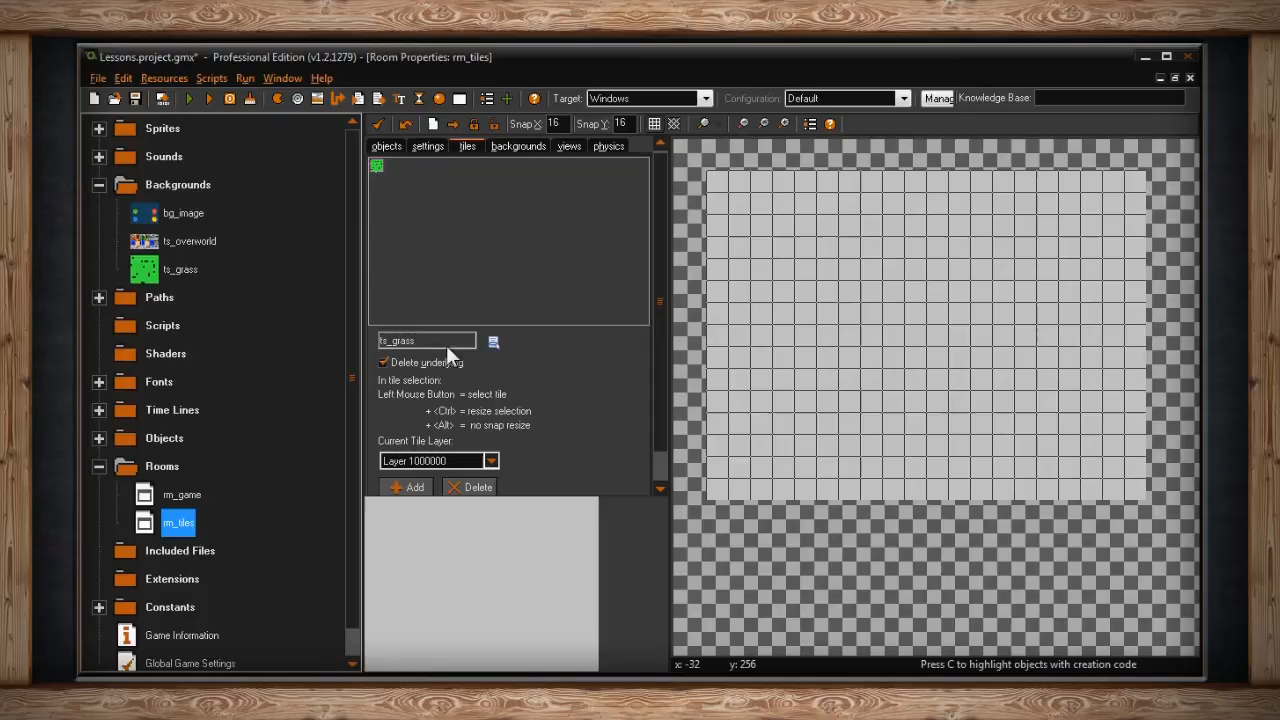 Lessons.project.gmx* - Professional Edition (v1.2.1279) - [Room Properties: rm_tiles]
File Edit Resources Scripts Run Window Help
Target: Windows Configuration: Default Manag Knowledge Base:
Snap X: 16 Snap Y: 16
objects settings tiles backgrounds views physics
Sprites
Sounds
Backgrounds
bg_image
ts_overworld
ts_grass
Paths
Scripts
Shaders
Fonts
Time Lines
Objects
Rooms
rm_game
rm_tiles
Included Files
Extensions
Constants
Game Information
Global Game Settings
ts_grass
Delete underlying
In tile selection:
Left Mouse Button = select tile
+ <Ctrl> = resize selection
+ <Alt> = no snap resize
Current Tile Layer:
Layer 1000000
Add Delete
x: -32 y: 256 Press C to highlight objects with creation code